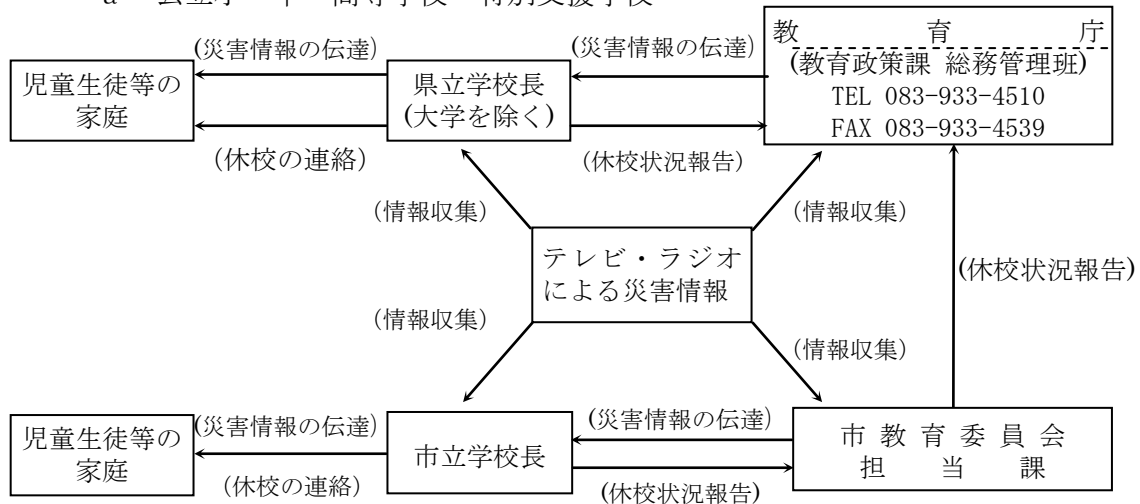 教育庁
(災害情報の伝達)
(災害情報の伝達)
(教育政策課 総務管理班)
児童生徒等の
家庭
県立学校長
(大学を除く)
TEL 083-933-4510
FAX 083-933-4539
(休校の連絡)
(休校状況報告)
(情報収集)
(情報収集)
テレビ・ラジオ
による災害情報
(休校状況報告)
(情報収集)
(情報収集)
児童生徒等の
家庭
(災害情報の伝達)
市立学校長
(災害情報の伝達)
市教育委員会
担当課
(休校の連絡)
(休校状況報告)